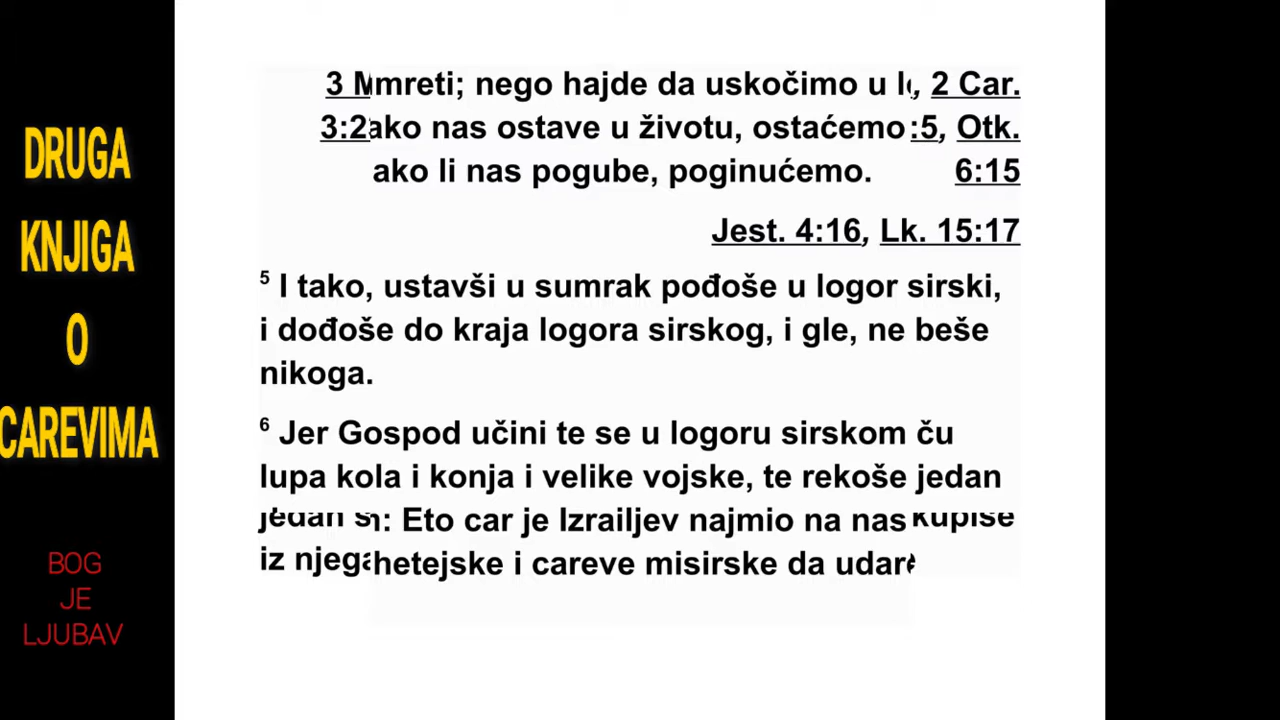 DRUGA
KNJIGA
O
CAREVIMA
BOG
JE
LJUBAV
3 mreti; nego hajde da uskočimo u 2 Car.
ako nas ostave u životu, ostaćemo :5, Otk.
ako li nas pogube, poginućemo. 6:15
Jest. 4:16, Lk. 15:17
5 I tako, ustavši u sumrak pođoše u logor sirski,
i dođoše do kraja logora sirskog, i gle, ne beše
nikoga.
6 Jer Gospod učini te se u logoru sirskom ču
lupa kola i konja i velike vojske, te rekoše jedan
jedan : Eto car je Izrailjev najmio na nas kupiše
iz hetejske i careve misirske da